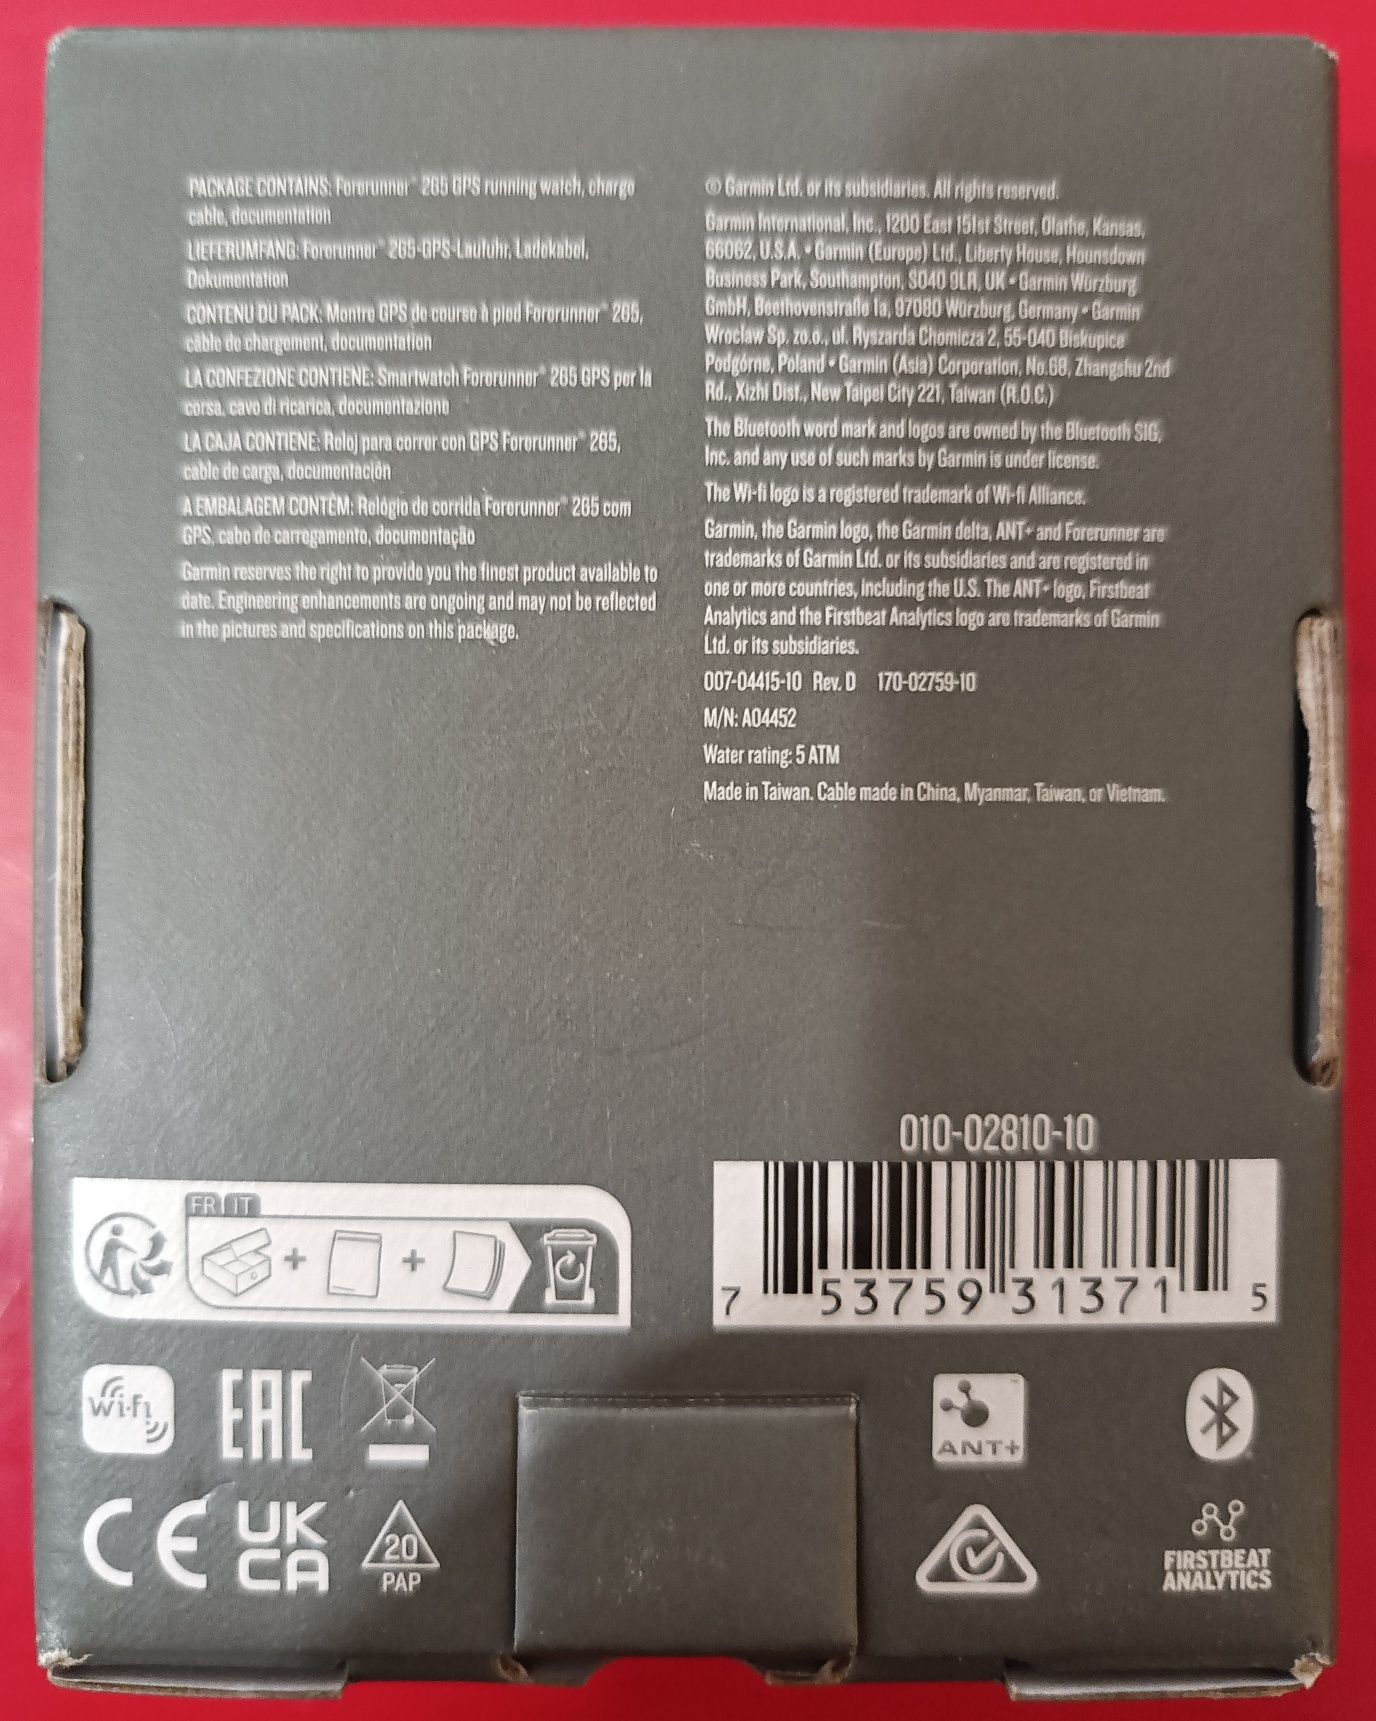 PACKAGE CONTAINS: Forerunner® 265 GPS running watch, charge
cable, documentation
LIEFERUMFANG: Forerunner® 265-GPS-Laufuhr, Ladekabel,
Dokumentation
CONTENU DU PACK: Montre GPS de course à pied Forerunner® 265,
câble de chargement, documentation
LA CONFEZIONE CONTIENE: Smartwatch Forerunner® 265 GPS per la
corsa, cavo di ricarica, documentazione
LA CAJA CONTIENE: Reloj para correr con GPS Forerunner® 265,
cable de carga, documentación
A EMBALAGEM CONTÉM: Relógio de corrida Forerunner® 265 com
GPS, cabo de carregamento, documentação
Garmin reserves the right to provide you the finest product available to
date. Engineering enhancements are ongoing and may not be reflected
in the pictures and specifications on this package.
© Garmin Ltd. or its subsidiaries. All rights reserved.
Garmin International, Inc., 1200 East 151st Street, Olathe, Kansas,
66062, U.S.A. • Garmin (Europe) Ltd., Liberty House, Hounsdown
Business Park, Southampton, SO40 9LR, UK • Garmin Würzburg
GmbH, Beethovenstraße 1a, 97080 Würzburg, Germany • Garmin
Wroclaw Sp. zo.o., ul. Ryszarda Chomicza 2, 55-040 Biskupice
Podgórne, Poland • Garmin (Asia) Corporation, No.68, Zhangshu 2nd
Rd., Xizhi Dist., New Taipei City 221, Taiwan (R.O.C.)
The Bluetooth word mark and logos are owned by the Bluetooth SIG,
Inc. and any use of such marks by Garmin is under license.
The Wi-fi logo is a registered trademark of Wi-fi Alliance.
Garmin, the Garmin logo, the Garmin delta, ANT+ and Forerunner are
trademarks of Garmin Ltd. or its subsidiaries and are registered in
one or more countries, including the U.S. The ANT+ logo, Firstbeat
Analytics and the Firstbeat Analytics logo are trademarks of Garmin
Ltd. or its subsidiaries.
007-04415-10 Rev. D 170-02759-10
M/N: A04452
Water rating: 5 ATM
Made in Taiwan. Cable made in China, Myanmar, Taiwan, or Vietnam.
010-02810-10
7 53759 31371 5
FR IT
Wi-Fi
EAC
ANT+
CE
UK
CA
20
PAP
FIRSTBEAT
ANALYTICS